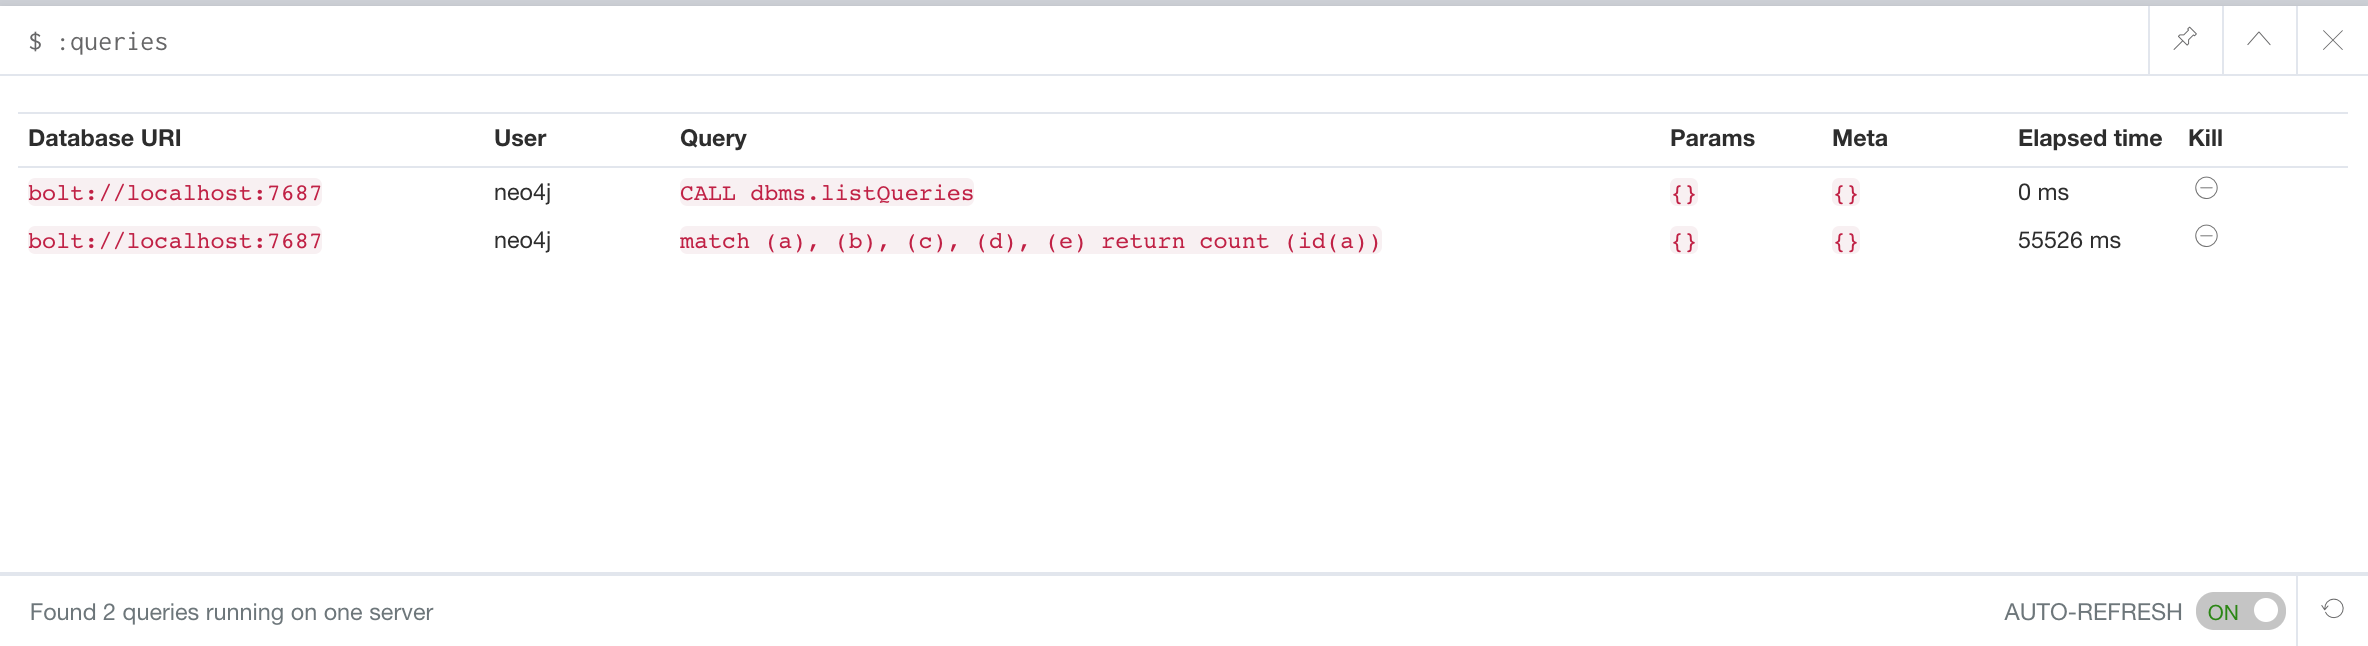 $ :queries
Database URI User Query Params Meta Elapsed time Kill
bolt://localhost:7687 neo4j CALL dbms.listQueries {} {} 0 ms
bolt://localhost:7687 neo4j match (a), (b), (c), (d), (e) return count (id(a)) {} {} 55526 ms
Found 2 queries running on one server AUTO-REFRESH ON